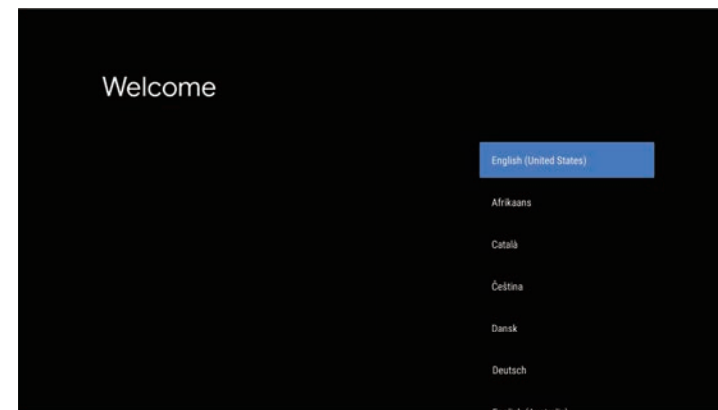 Welcome
English (United States)
Afrikaans
Català
Čeština
Dansk
Deutsch